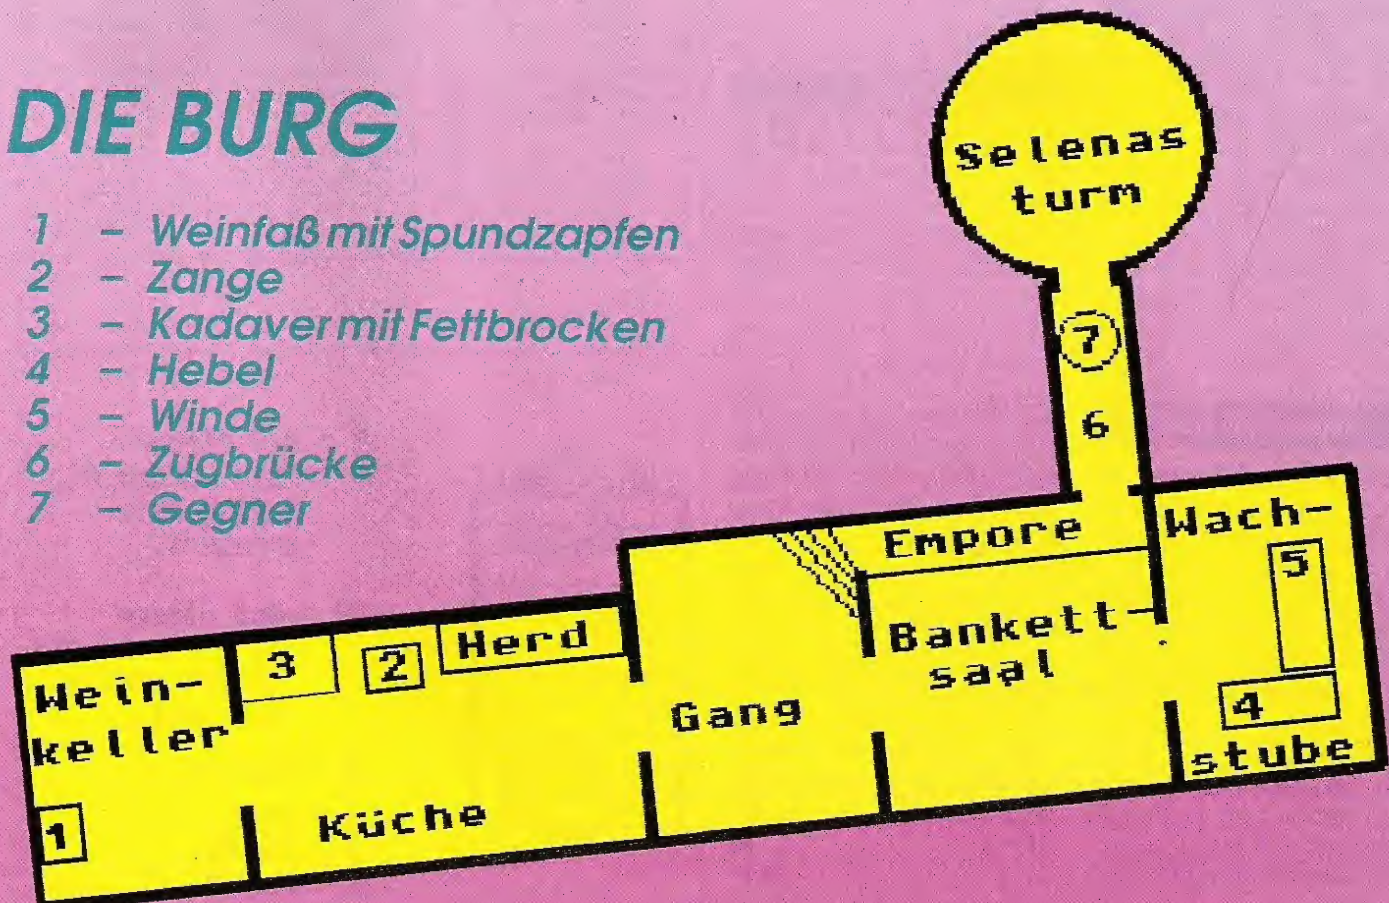 DIE BURG
1 – Weinfaß mit Spundzapfen
2 – Zange
3 – Kadaver mit Fettbrocken
4 – Hebel
5 – Winde
6 – Zugbrücke
7 – Gegner
Selenas
turm
7
6
Empore
Wach-
5
Bankett-
saal
4
stube
Gang
Herd
2
3
Wein-
keller
Küche
1